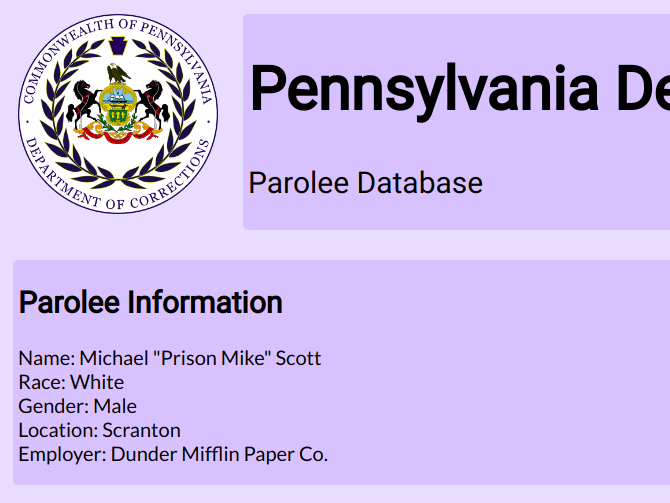 COMMONWEALTH OF PENNSYLVANIA
DEPARTMENT OF CORRECTIONS
Pennsylvania De
Parolee Database
Parolee Information
Name: Michael "Prison Mike" Scott
Race: White
Gender: Male
Location: Scranton
Employer: Dunder Mifflin Paper Co.